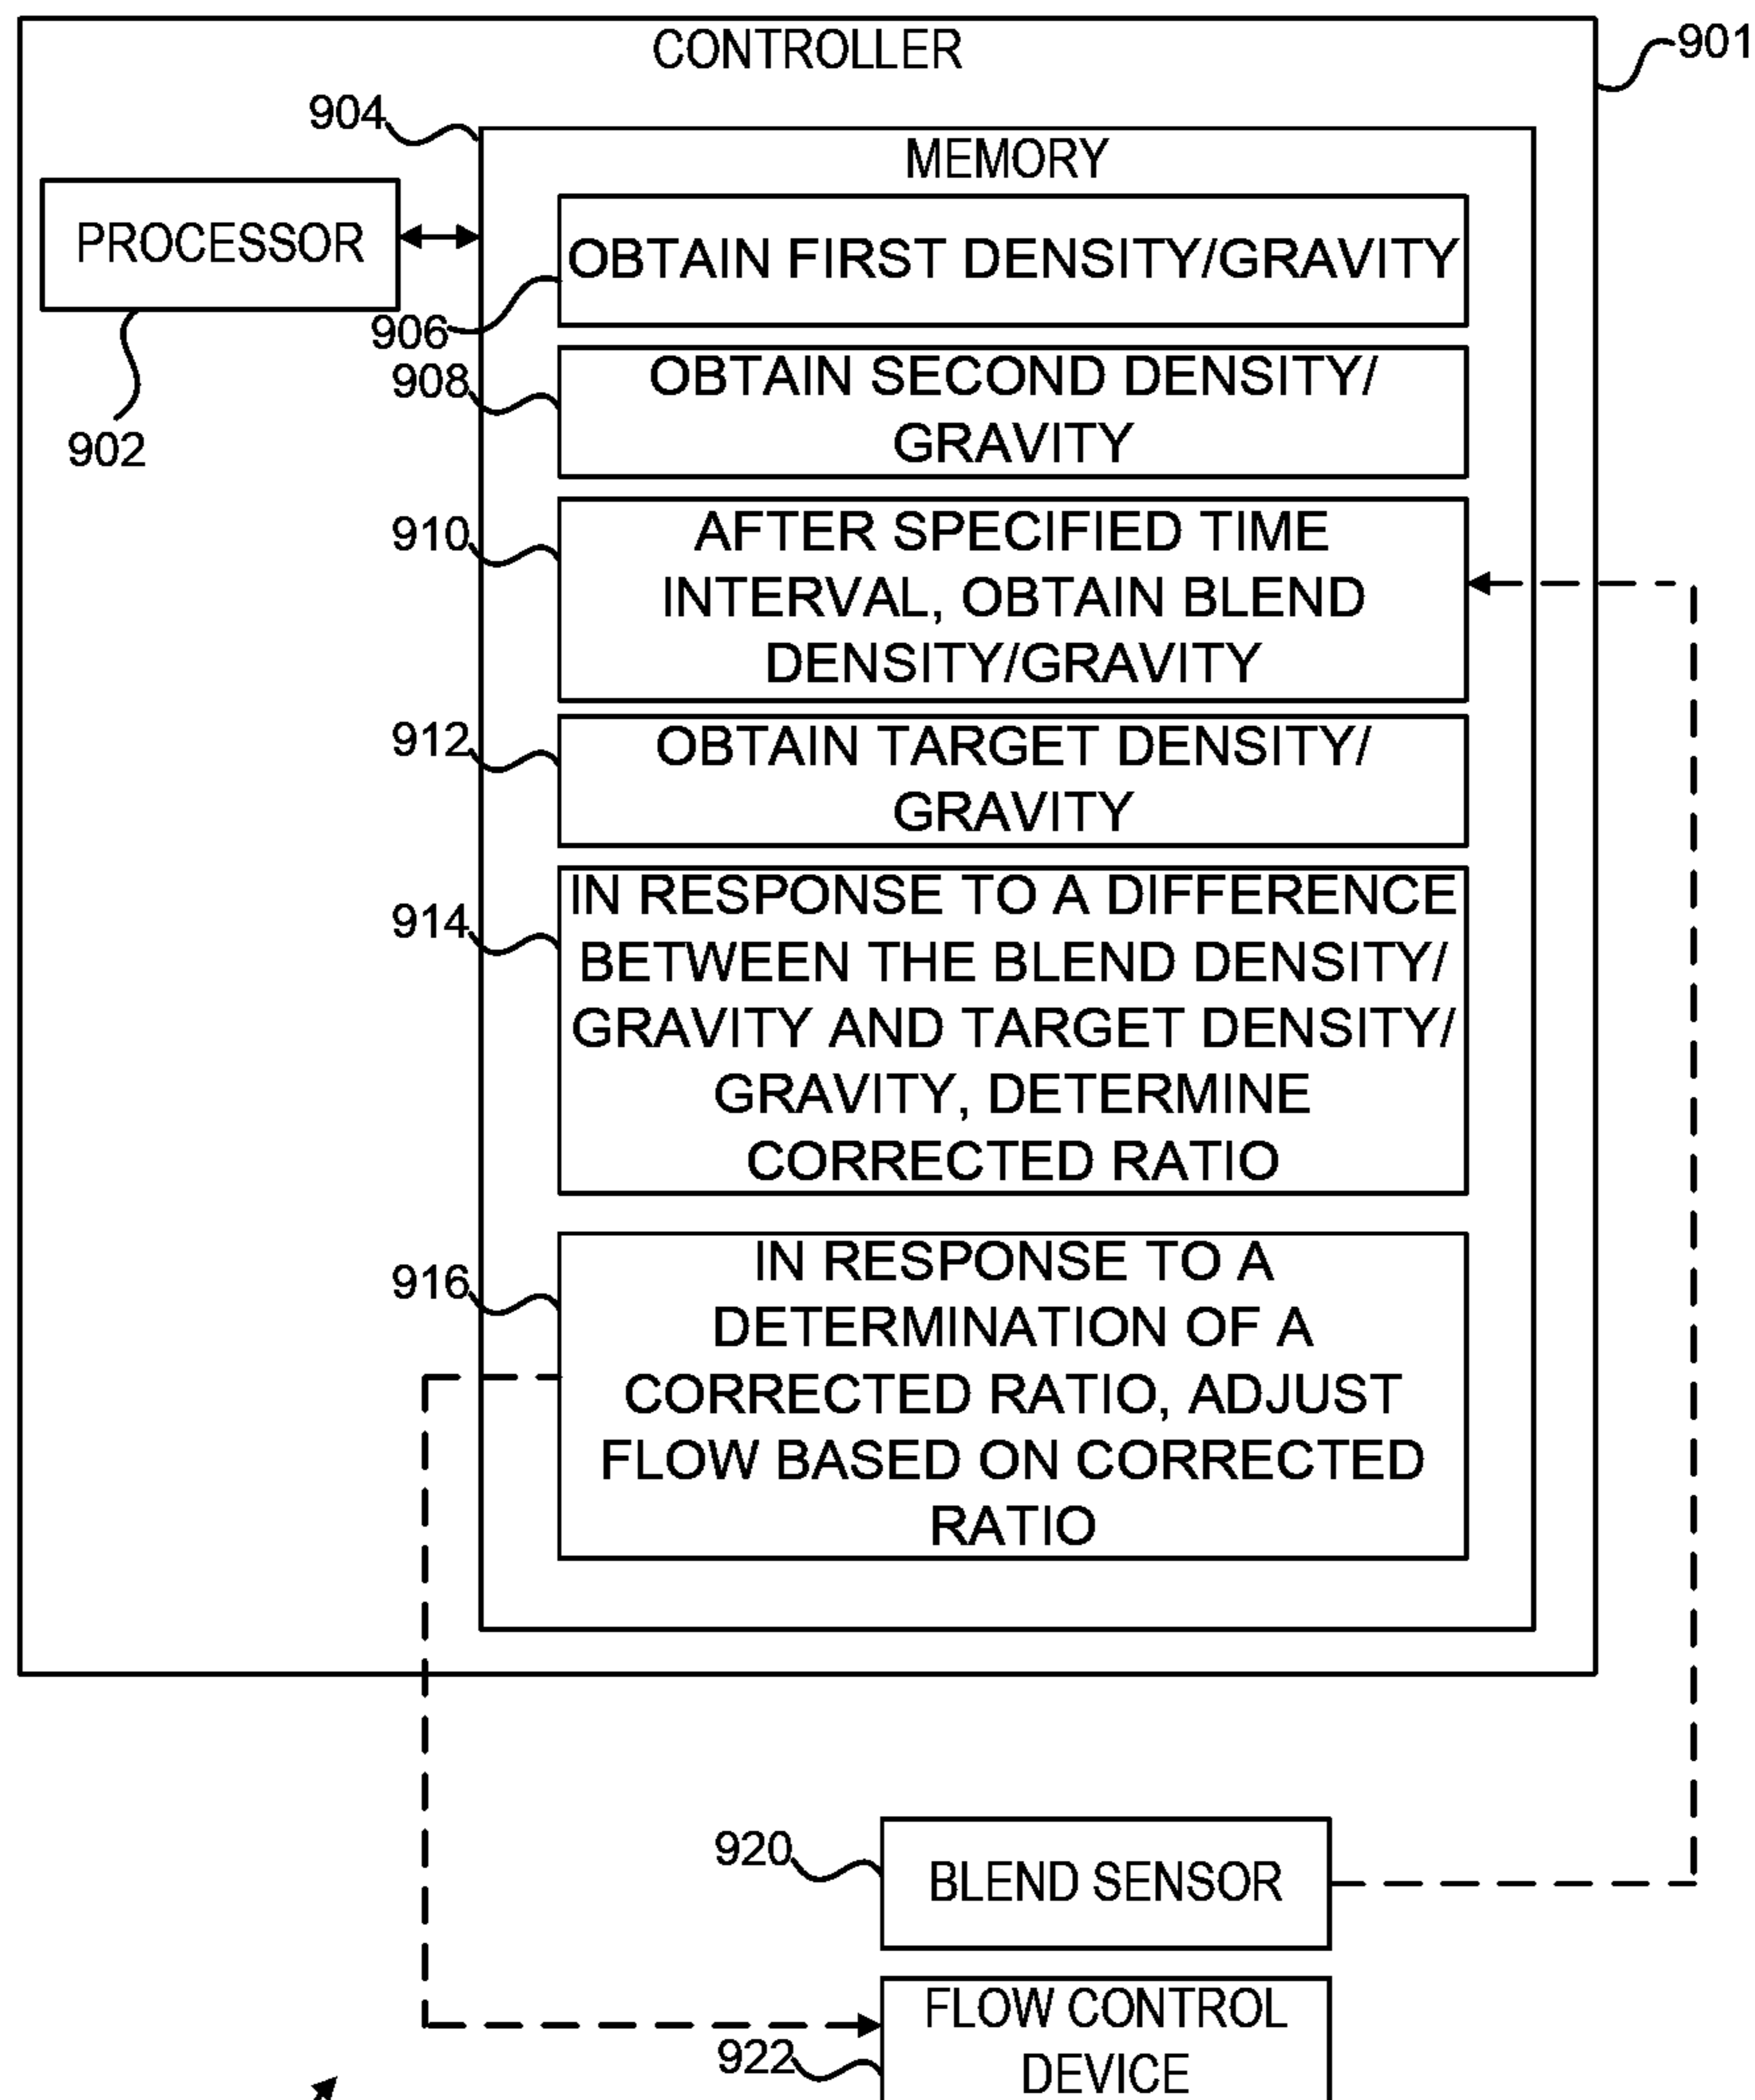 CONTROLLER
901
904
MEMORY
PROCESSOR
902
OBTAIN FIRST DENSITY/GRAVITY
906
908
OBTAIN SECOND DENSITY/
GRAVITY
910
AFTER SPECIFIED TIME
INTERVAL, OBTAIN BLEND
DENSITY/GRAVITY
912
OBTAIN TARGET DENSITY/
GRAVITY
914
IN RESPONSE TO A DIFFERENCE
BETWEEN THE BLEND DENSITY/
GRAVITY AND TARGET DENSITY/
GRAVITY, DETERMINE
CORRECTED RATIO
916
IN RESPONSE TO A
DETERMINATION OF A
CORRECTED RATIO, ADJUST
FLOW BASED ON CORRECTED
RATIO
920
BLEND SENSOR
FLOW CONTROL
DEVICE
922